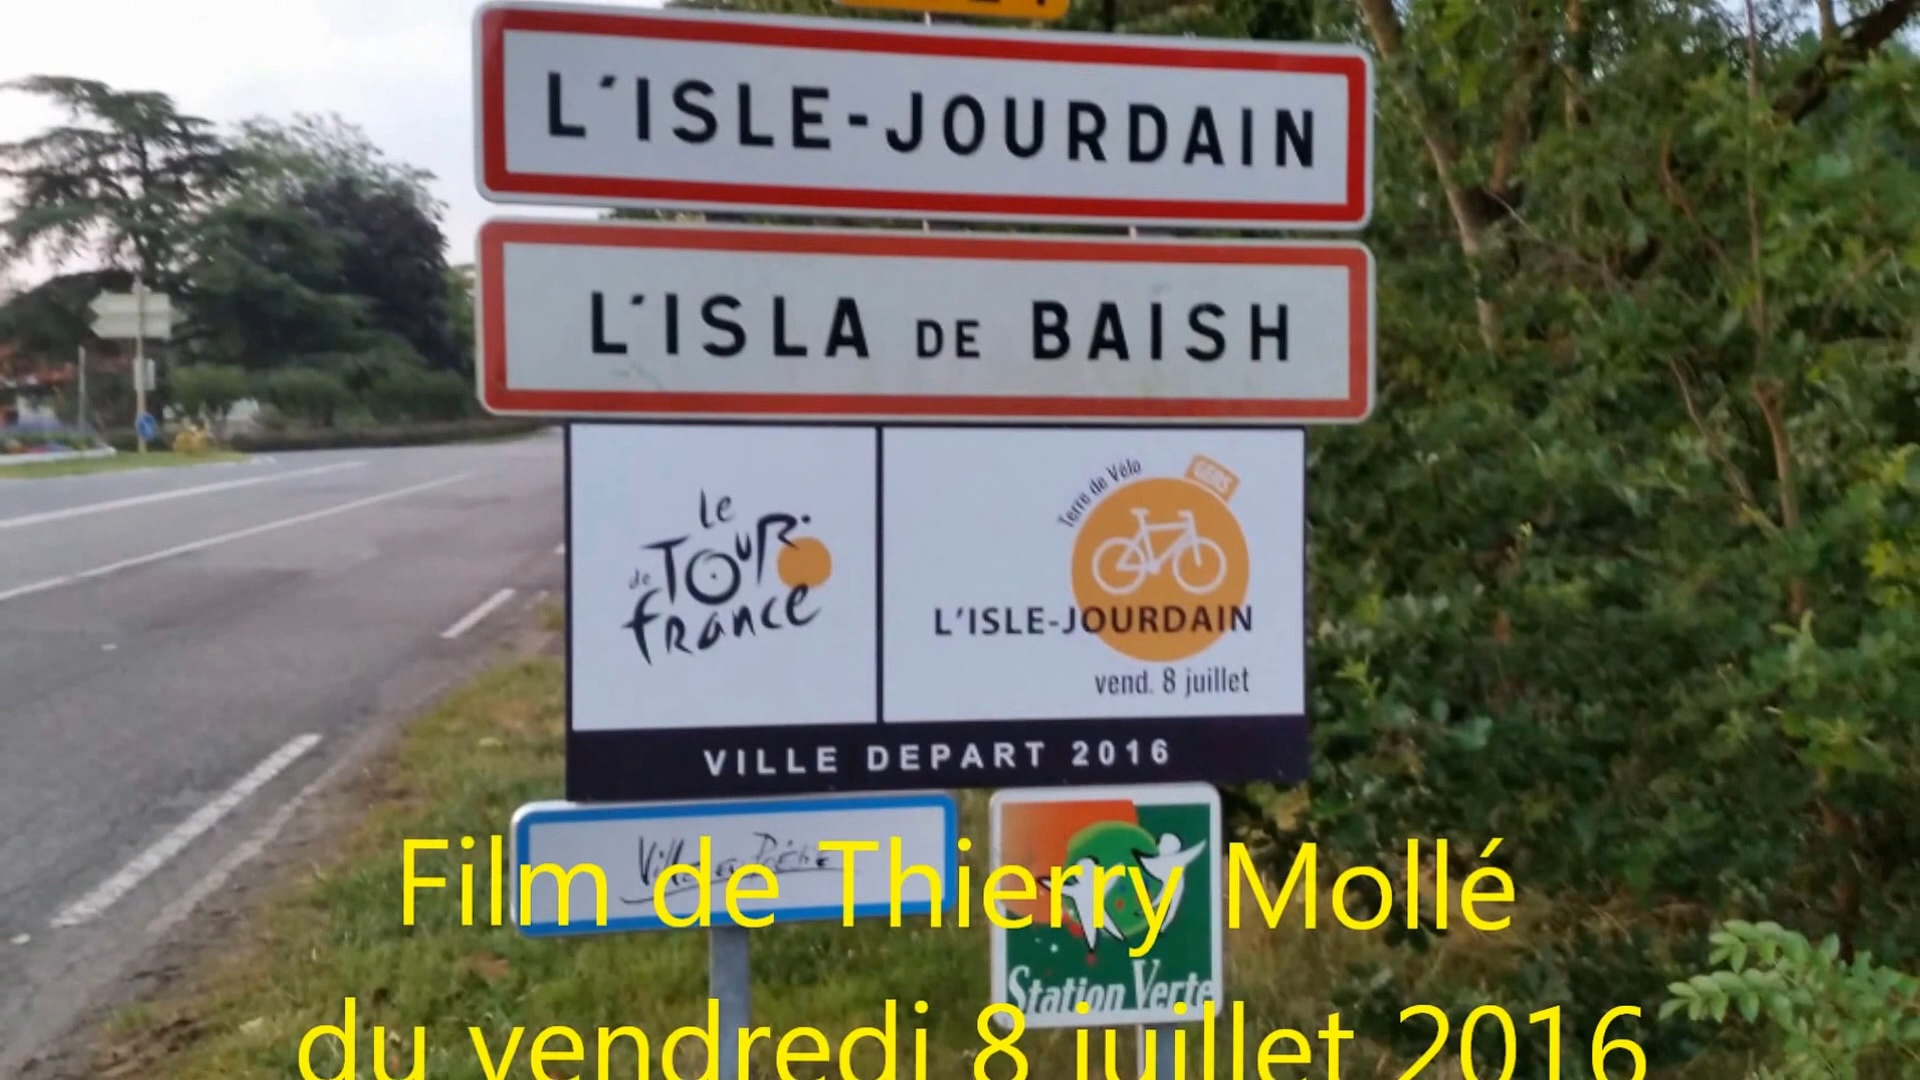 L'ISLE-JOURDAIN
L'ISLA DE BAISH
le
TOUR
de
france
Terre de Vélo
GERS
L'ISLE-JOURDAIN
vend. 8 juillet
VILLE DEPART 2016
Film de Thierry Mollé
Station Verte
du vendredi 8 juillet 2016